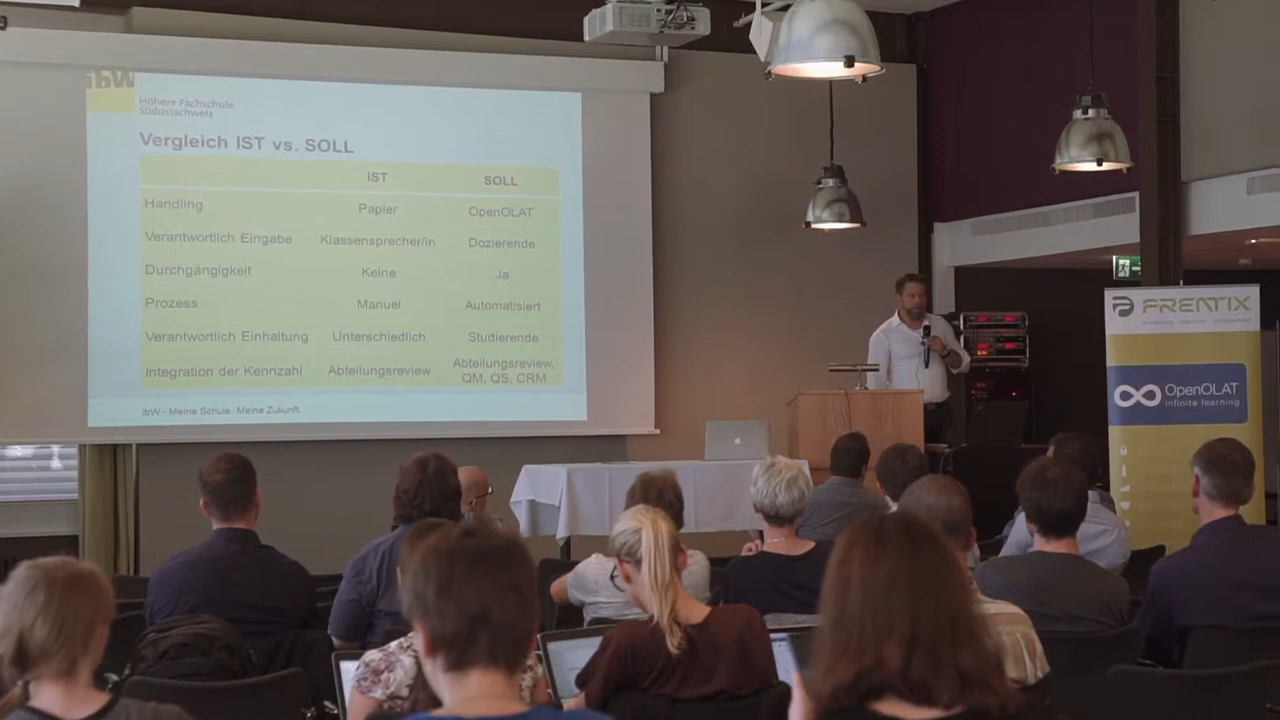 ibW
Höhere Fachschule
Südostschweiz
Vergleich IST vs. SOLL
IST SOLL
Handling Papier OpenOLAT
Verantwortlich Eingabe Klassensprecher/in Dozierende
Durchgängigkeit Keine Ja
Prozess Manuel Automatisiert
Verantwortlich Einhaltung Unterschiedlich Studierende
Integration der Kennzahl Abteilungsreview Abteilungsreview,
QM, QS, CRM
ibW - Meine Schule. Meine Zukunft.
FRENTIX
OpenOLAT
infinite learning